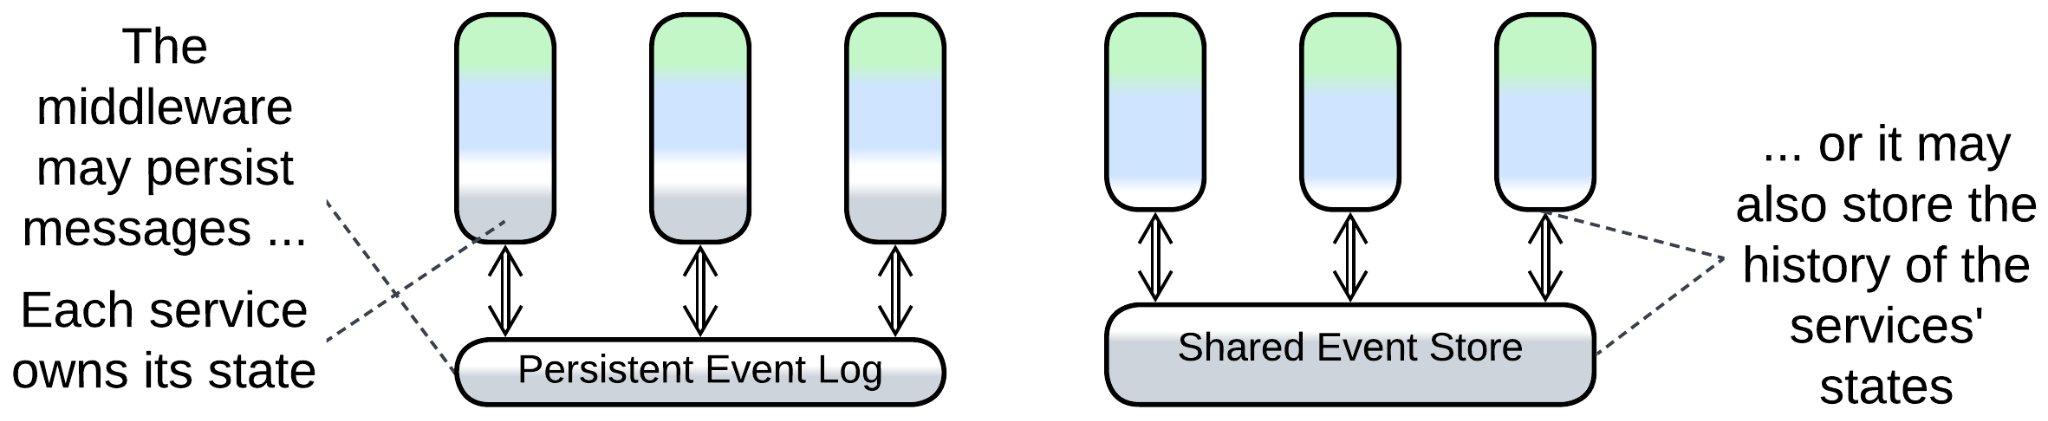 The
middleware
may persist
messages ...
Each service
owns its state
Persistent Event Log
Shared Event Store
... or it may
also store the
history of the
services'
states